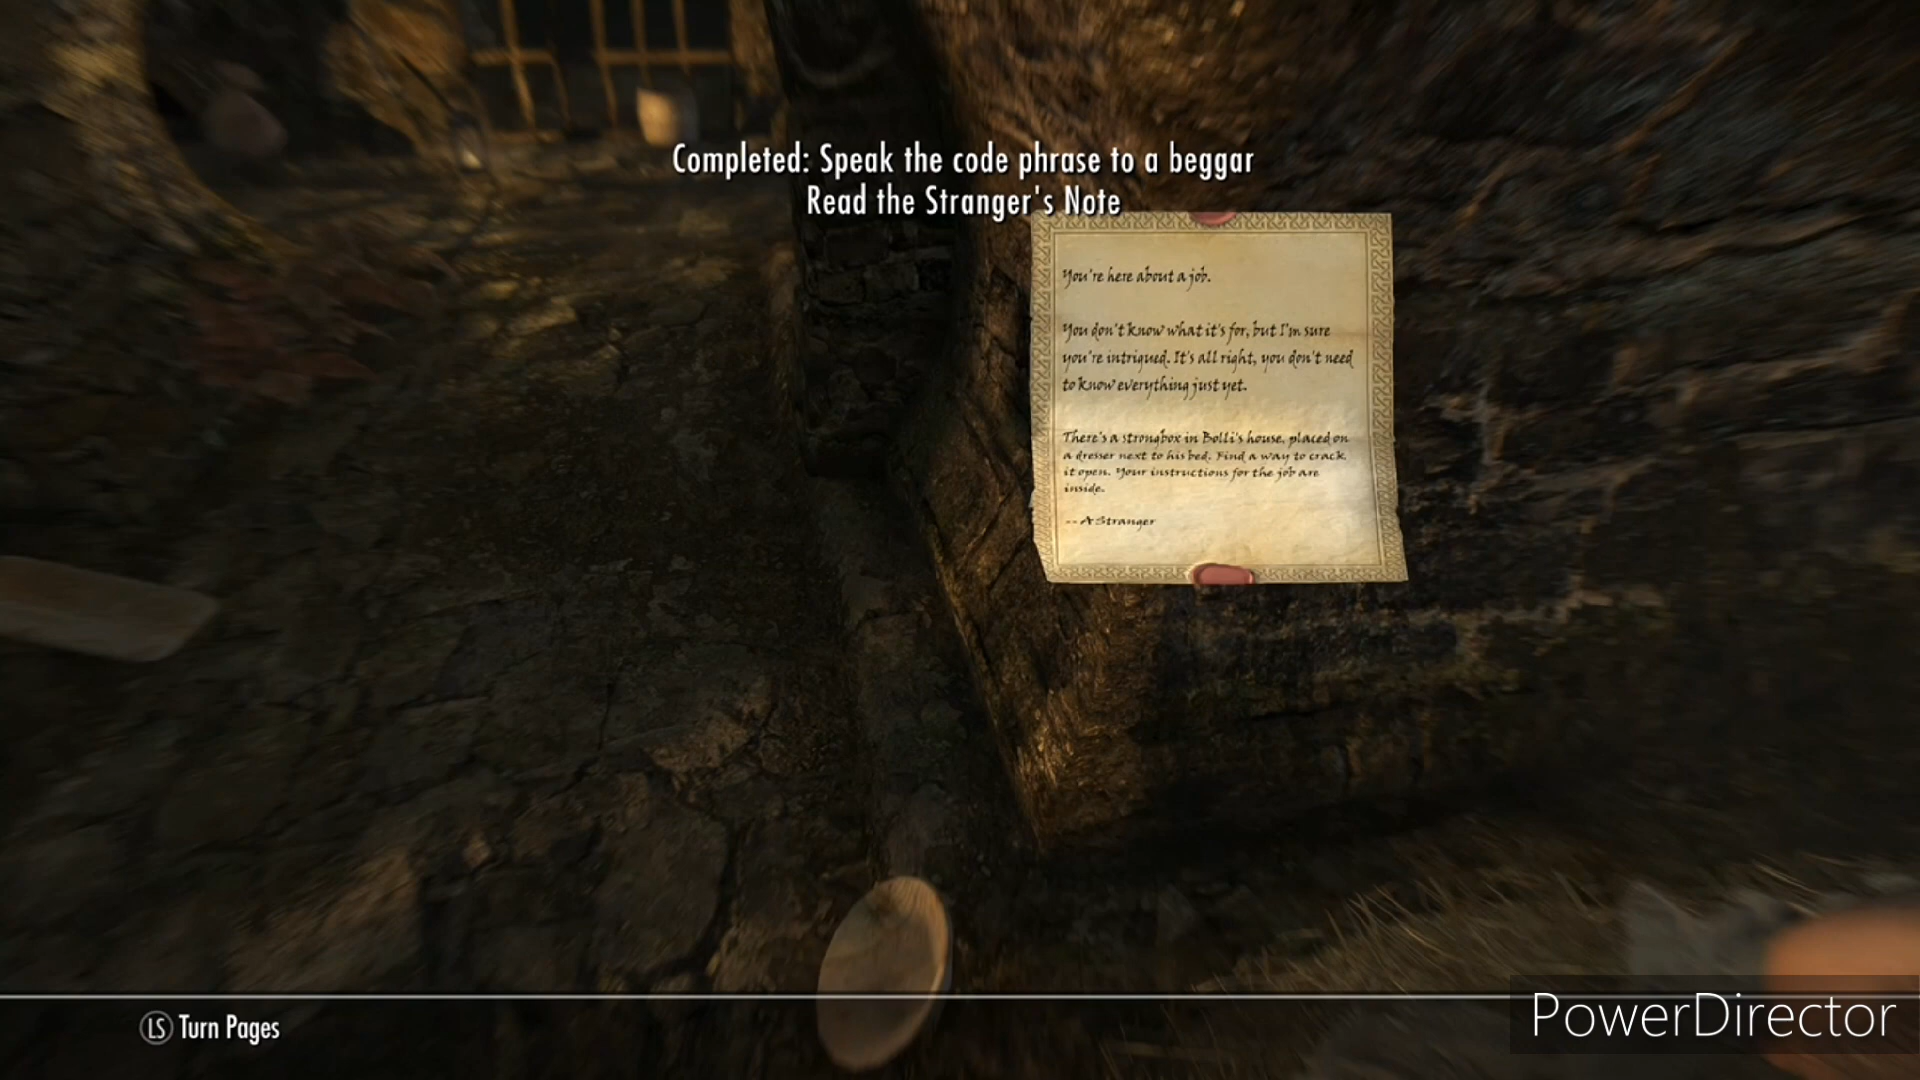 Completed: Speak the code phrase to a beggar
Read the Stranger's Note
You're here about a job.
You don't know what it's for, but I'm sure
you're intrigued. It's all right, you don't need
to know everything just yet.
There's a strongbox in Bolli's house, placed on
a dresser next to his bed. Find a way to crack
it open. Your instructions for the job are
inside.
-- A Stranger
LS Turn Pages
PowerDirector